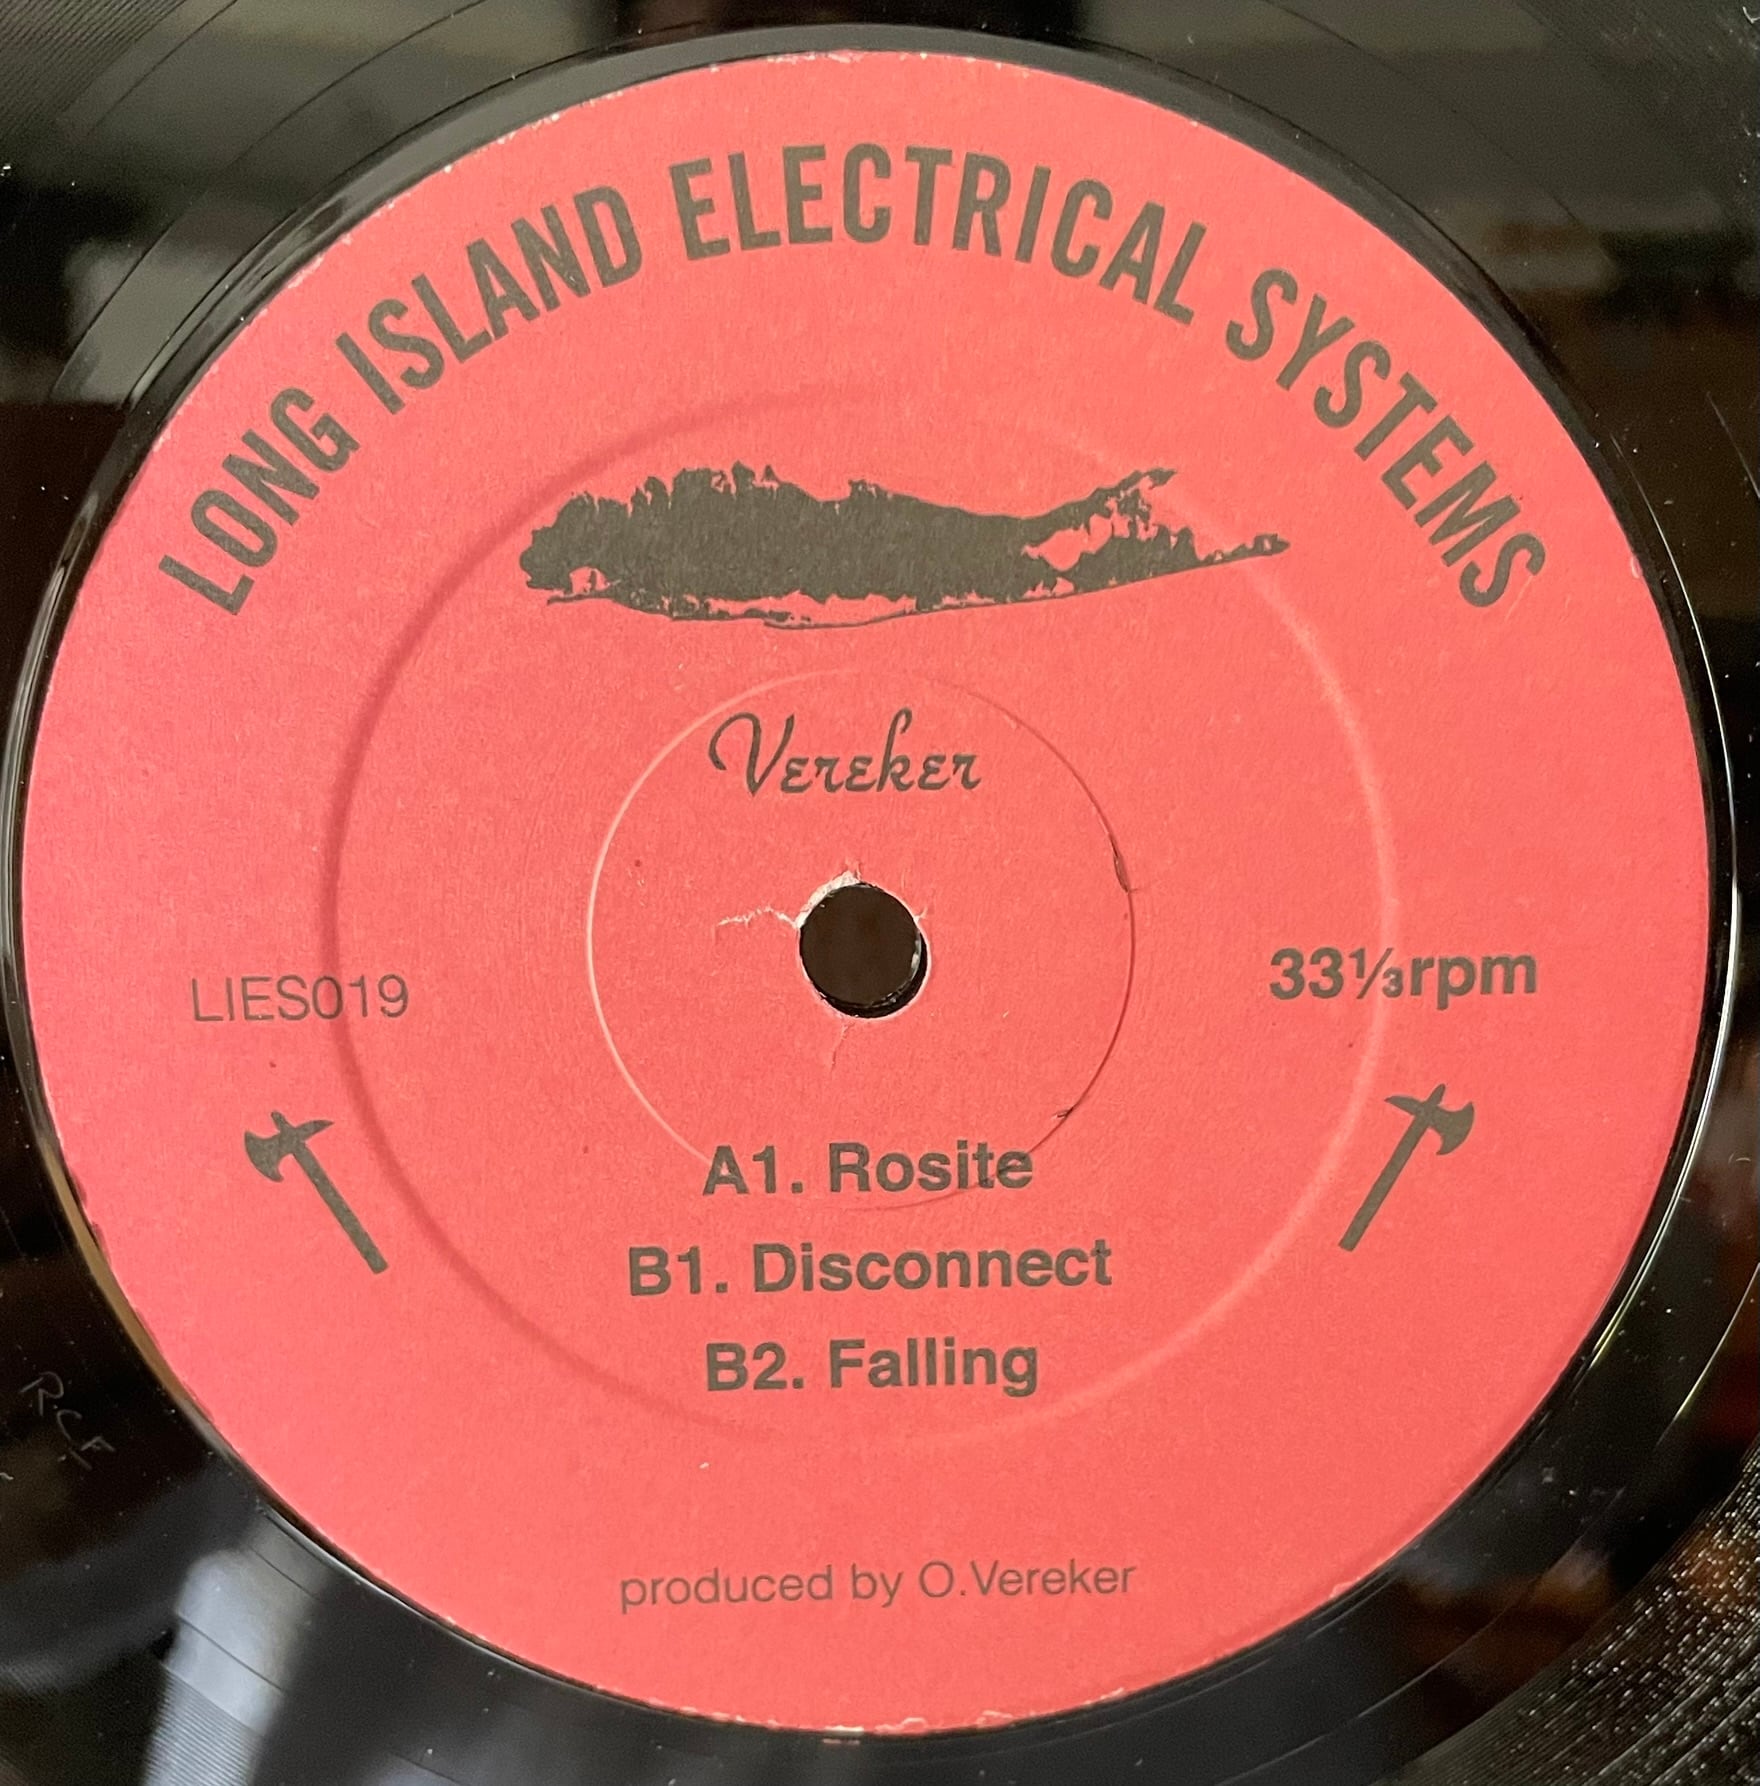 LONG ISLAND ELECTRICAL SYSTEMS
Vereker
LIES019
33⅓rpm
A1. Rosite
B1. Disconnect
B2. Falling
produced by O.Vereker
R.C.F